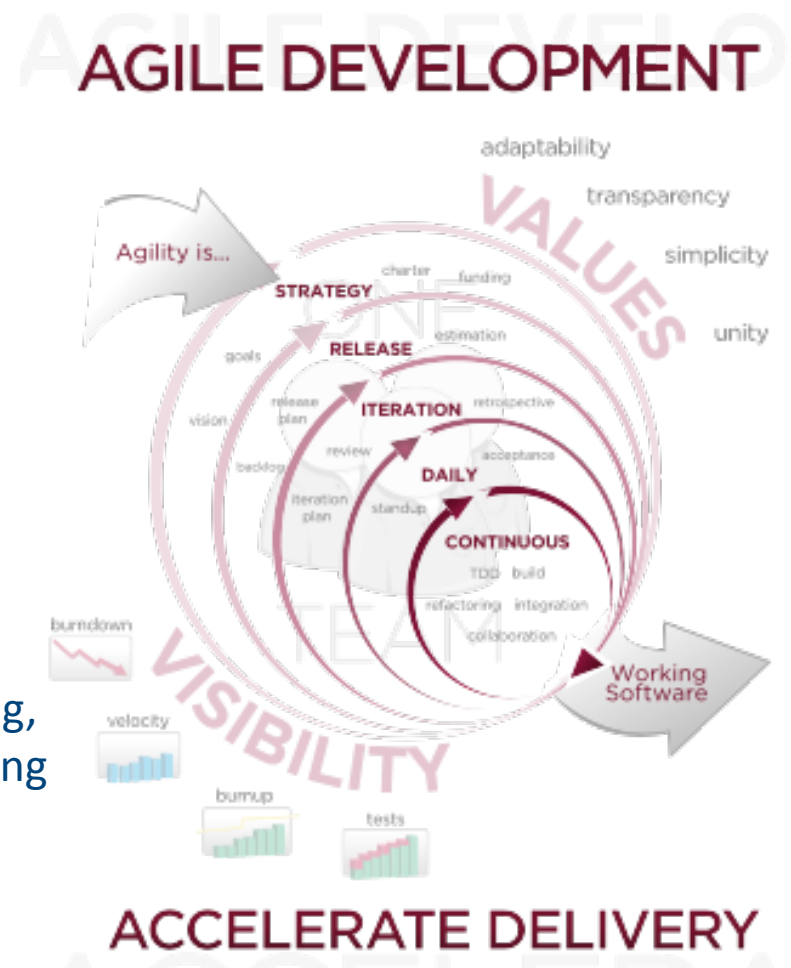 AGILE DEVELOPMENT
adaptability
transparency
simplicity
unity
VALUES
Agility is...
STRATEGY
charter
funding
ONE
goals
vision
RELEASE
estimation
release
plan
backlog
ITERATION
retrospective
review
iteration
plan
DAILY
acceptance
standup
CONTINUOUS
TDD build
refactoring integration
collaboration
TEAM
Working
Software
VISIBILITY
burndown
g,
velocity
ng
burnup
tests
ACCELERATE DELIVERY